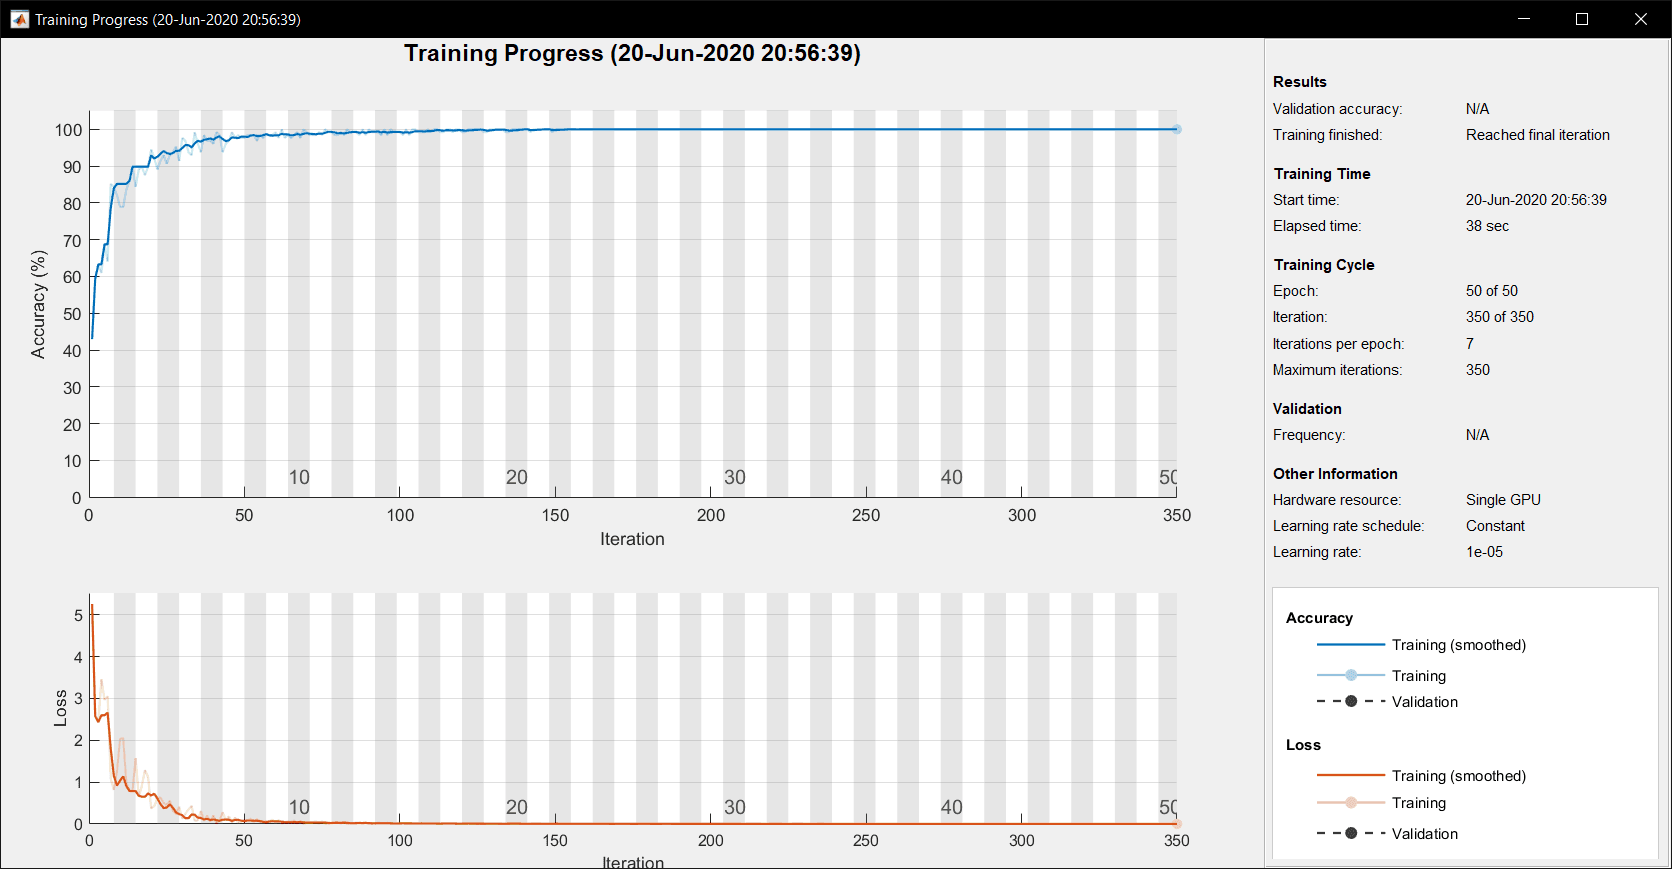 Training Progress (20-Jun-2020 20:56:39)
Training Progress (20-Jun-2020 20:56:39)
100
90
80
70
60
50
40
30
20
10
0
Accuracy (%)
10 20 30 40 50
0 50 100 150 200 250 300 350
Iteration
5
4
3
2
1
0
Loss
10 20 30 40 50
0 50 100 150 200 250 300 350
Iteration
Results
Validation accuracy: N/A
Training finished: Reached final iteration
Training Time
Start time: 20-Jun-2020 20:56:39
Elapsed time: 38 sec
Training Cycle
Epoch: 50 of 50
Iteration: 350 of 350
Iterations per epoch: 7
Maximum iterations: 350
Validation
Frequency: N/A
Other Information
Hardware resource: Single GPU
Learning rate schedule: Constant
Learning rate: 1e-05
Accuracy
Training (smoothed)
Training
Validation
Loss
Training (smoothed)
Training
Validation